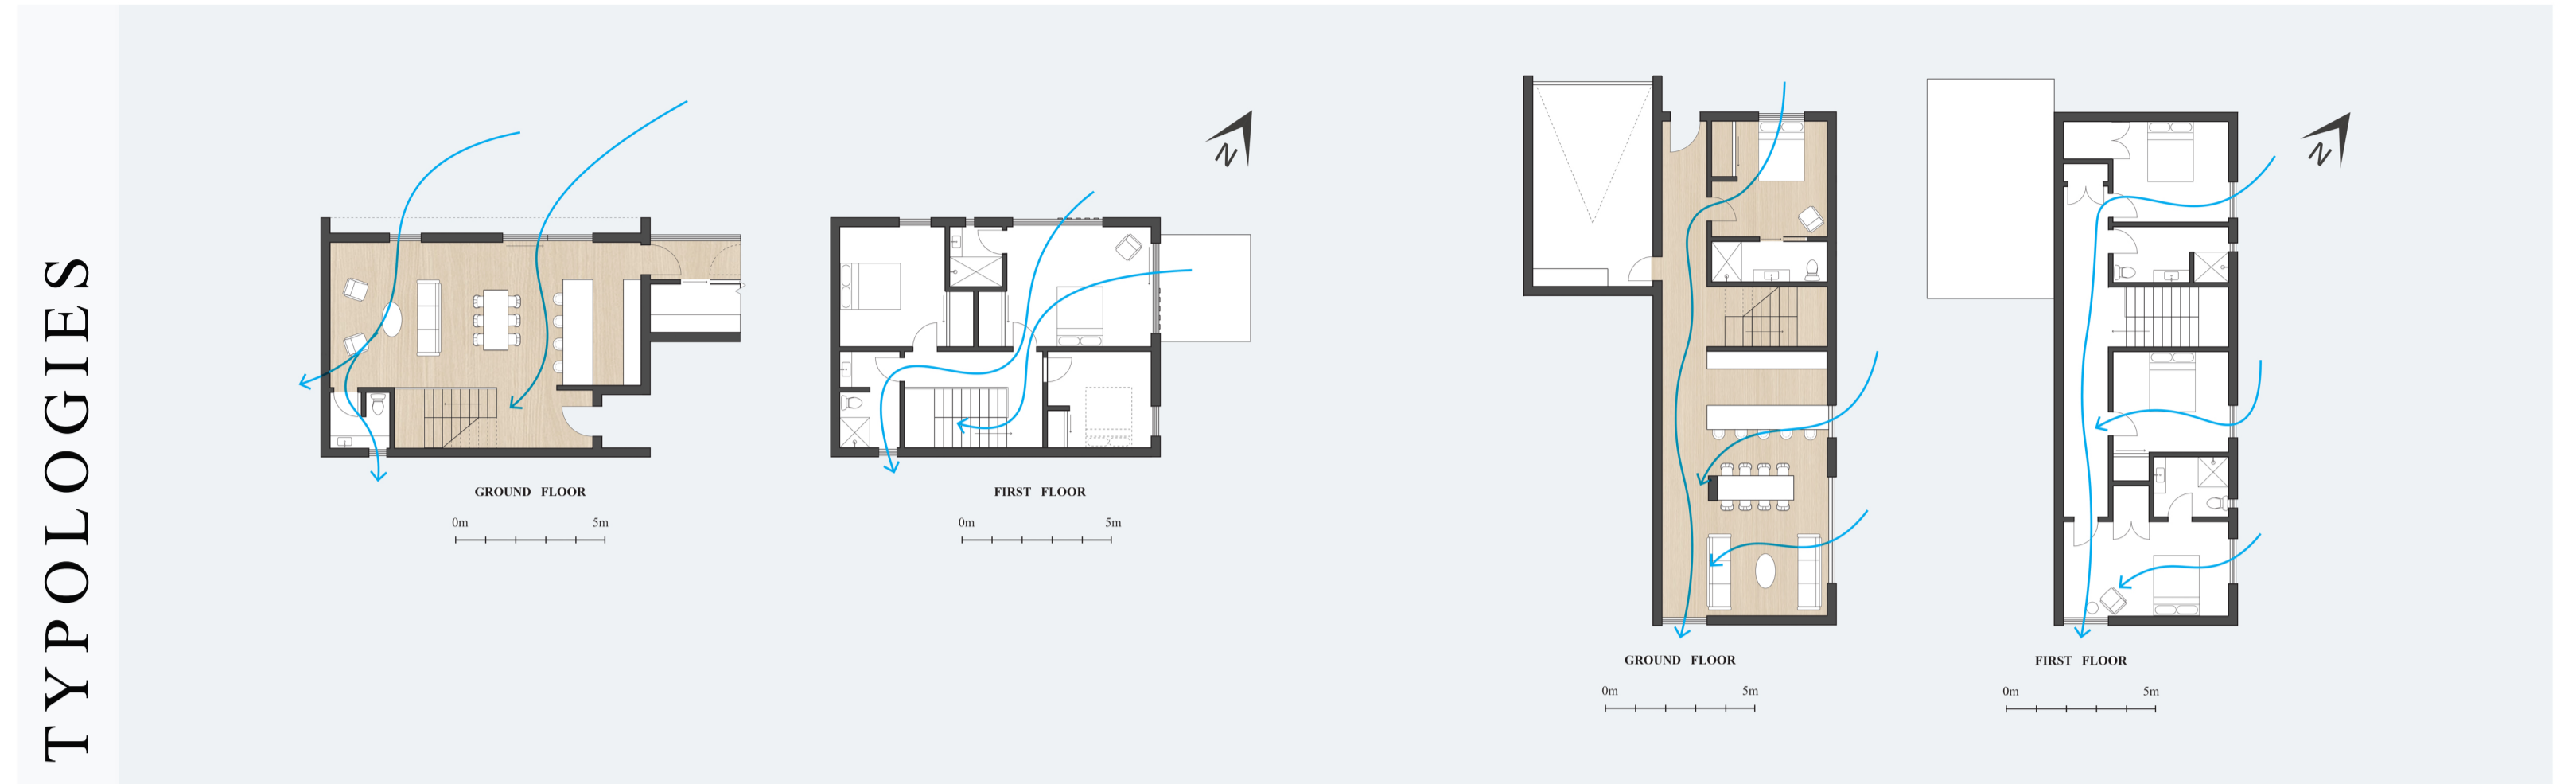 TYPOLOGIES
N
N
GROUND FLOOR
0m 5m
FIRST FLOOR
0m 5m
GROUND FLOOR
0m 5m
FIRST FLOOR
0m 5m